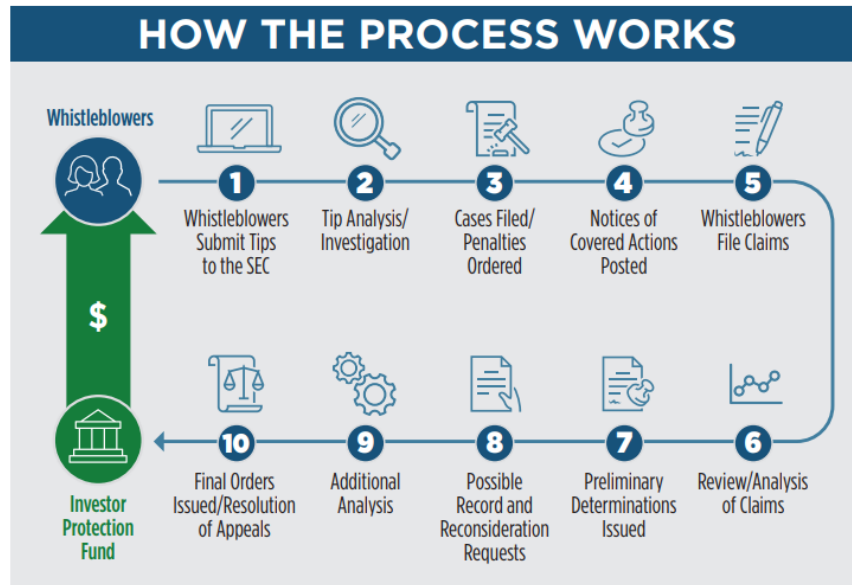 HOW THE PROCESS WORKS
Whistleblowers
1
Whistleblowers
Submit Tips
to the SEC
2
Tip Analysis/
Investigation
3
Cases Filed/
Penalties
Ordered
4
Notices of
Covered Actions
Posted
5
Whistleblowers
File Claims
6
Review/Analysis
of Claims
7
Preliminary
Determinations
Issued
8
Possible
Record and
Reconsideration
Requests
9
Additional
Analysis
10
Final Orders
Issued/Resolution
of Appeals
Investor
Protection
Fund
$